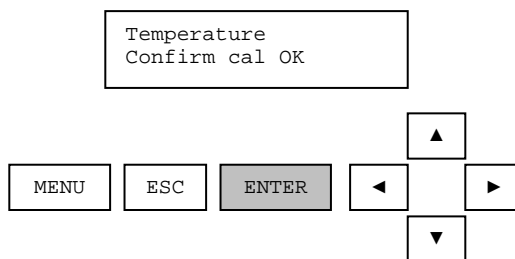 Temperature
Confirm cal OK
▲
MENU ESC ENTER ◄ ►
▼